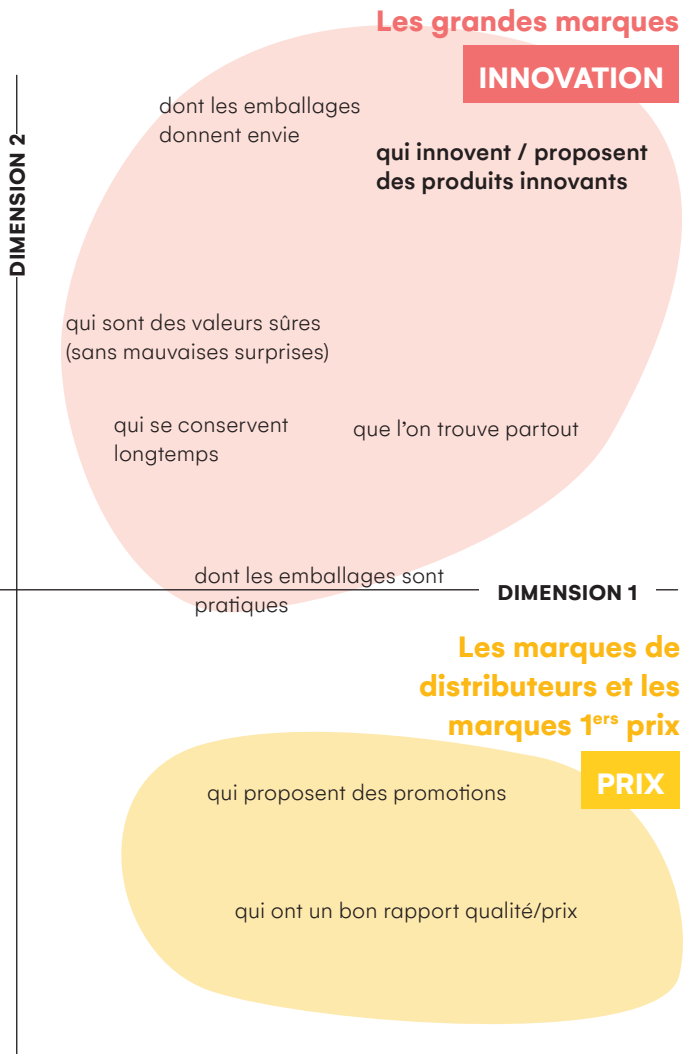 Les grandes marques
INNOVATION
dont les emballages
donnent envie
qui innovent / proposent
des produits innovants
DIMENSION 2
qui sont des valeurs sûres
(sans mauvaises surprises)
qui se conservent
longtemps
que l'on trouve partout
dont les emballages sont
pratiques
DIMENSION 1
Les marques de
distributeurs et les
marques 1ers prix
PRIX
qui proposent des promotions
qui ont un bon rapport qualité/prix